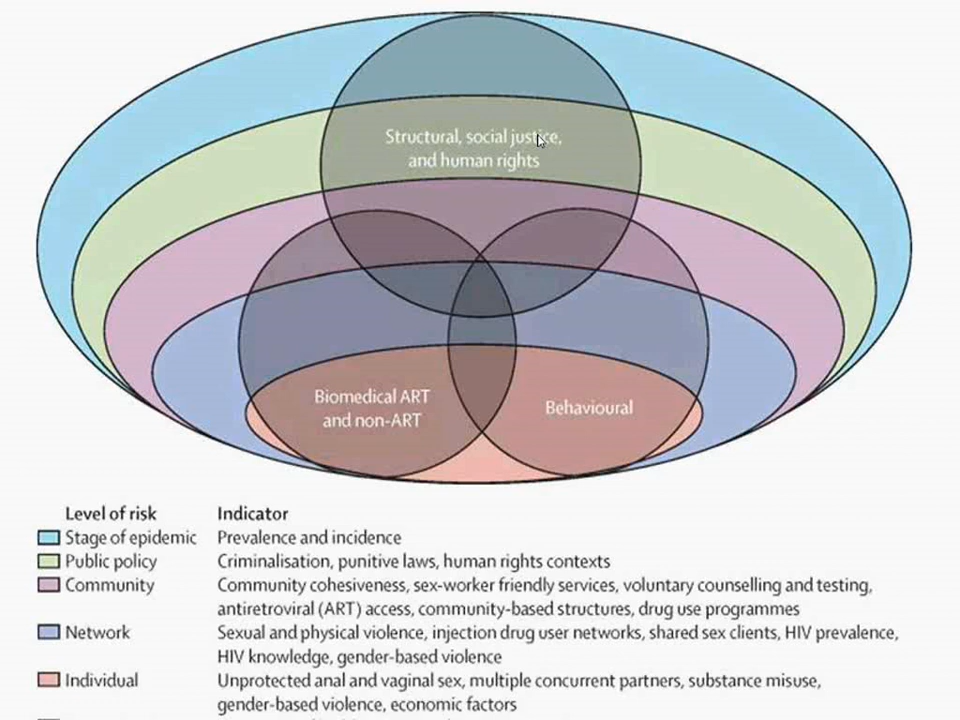 Structural, social justice,
and human rights
Biomedical ART
and non-ART
Behavioural
Level of risk Indicator
Stage of epidemic Prevalence and incidence
Public policy Criminalisation, punitive laws, human rights contexts
Community Community cohesiveness, sex-worker friendly services, voluntary counselling and testing,
antiretroviral (ART) access, community-based structures, drug use programmes
Network Sexual and physical violence, injection drug user networks, shared sex clients, HIV prevalence,
HIV knowledge, gender-based violence
Individual Unprotected anal and vaginal sex, multiple concurrent partners, substance misuse,
gender-based violence, economic factors